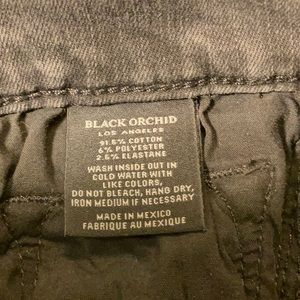 BLACK ORCHID
LOS ANGELES
91.5% COTTON
6% POLYESTER
2.5% ELASTANE
WASH INSIDE OUT IN
COLD WATER WITH
LIKE COLORS,
DO NOT BLEACH, HANG DRY,
IRON MEDIUM IF NECESSARY
MADE IN MEXICO
FABRIQUE AU MEXIQUE